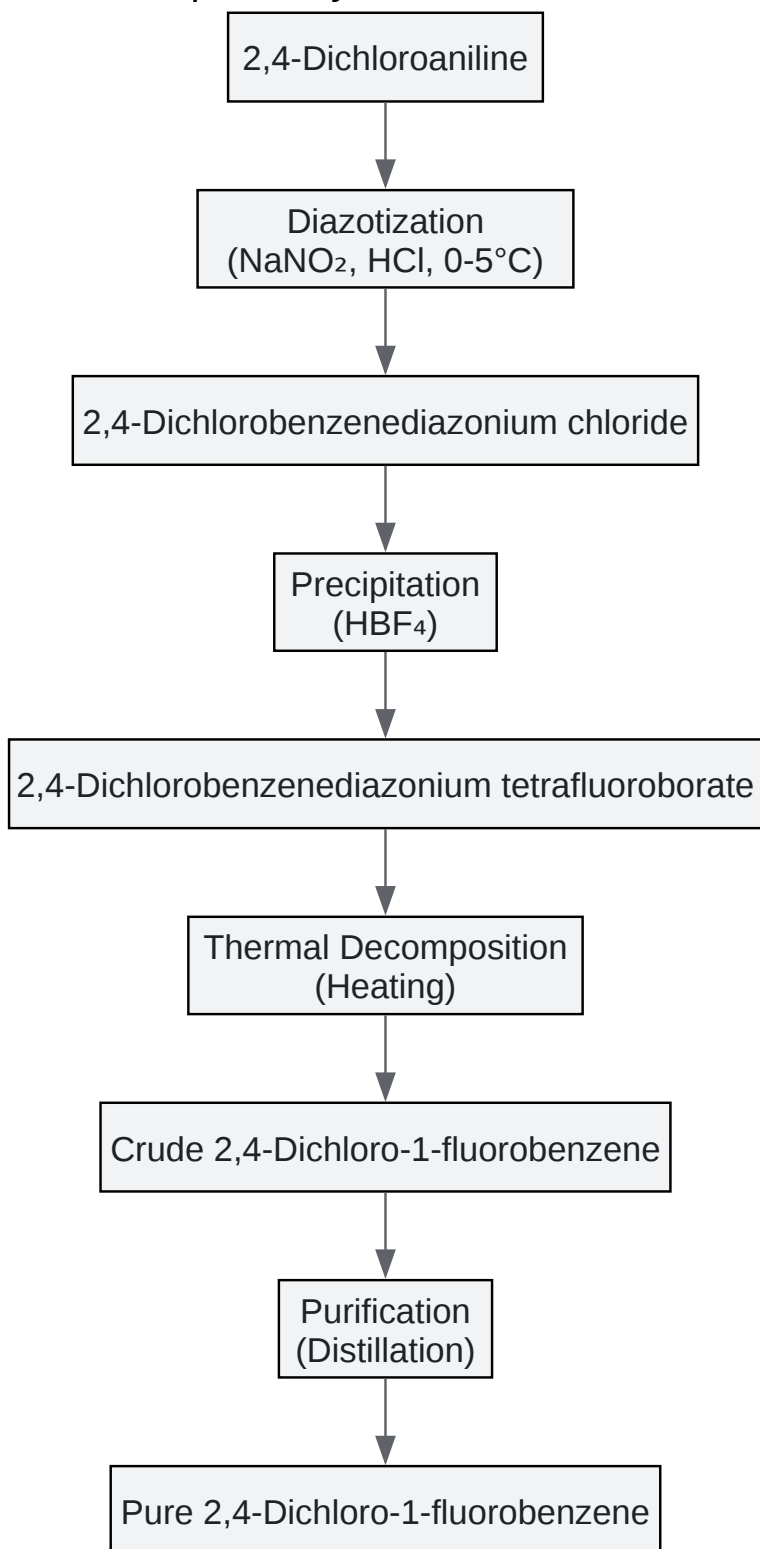 2,4-Dichloroaniline
Diazotization
(NaNO₂, HCl, 0-5°C)
2,4-Dichlorobenzenediazonium chloride
Precipitation
(HBF₄)
2,4-Dichlorobenzenediazonium tetrafluoroborate
Thermal Decomposition
(Heating)
Crude 2,4-Dichloro-1-fluorobenzene
Purification
(Distillation)
Pure 2,4-Dichloro-1-fluorobenzene